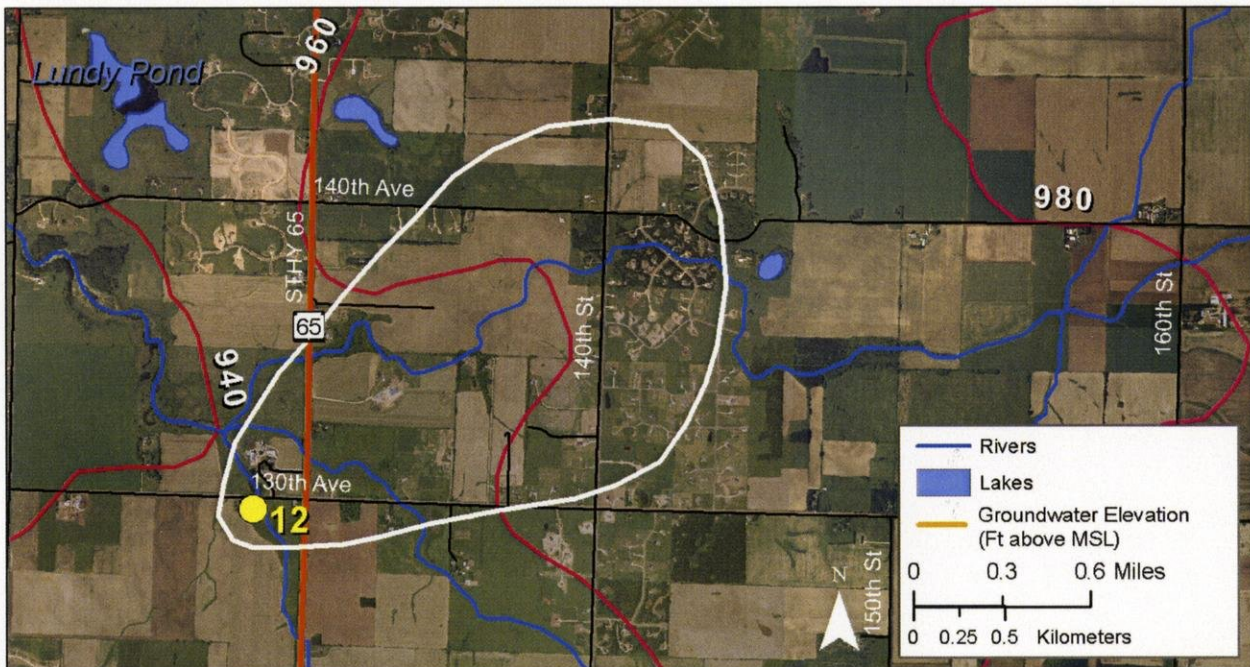 Lundy Pond
960
140th Ave
980
STHY 65
65
940
140th St
160th St
130th Ave
12
150th St
N
Rivers
Lakes
Groundwater Elevation
(Ft above MSL)
0 0.3 0.6 Miles
0 0.25 0.5 Kilometers